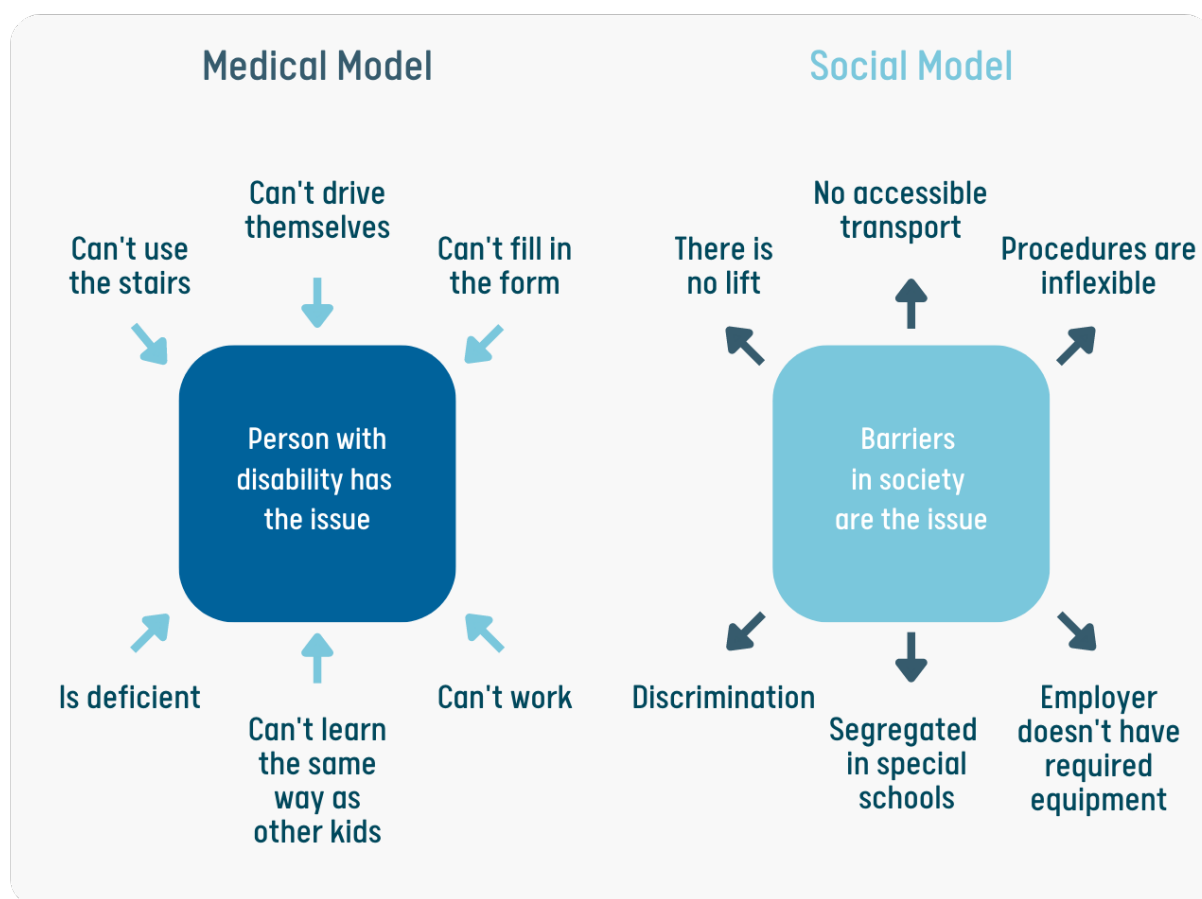 Medical Model
Can't drive
themselves
Can't use
the stairs
Can't fill in
the form
Person with
disability has
the issue
Is deficient
Can't learn
the same
way as
other kids
Can't work
Social Model
No accessible
transport
There is
no lift
Procedures are
inflexible
Barriers
in society
are the issue
Discrimination
Segregated
in special
schools
Employer
doesn't have
required
equipment